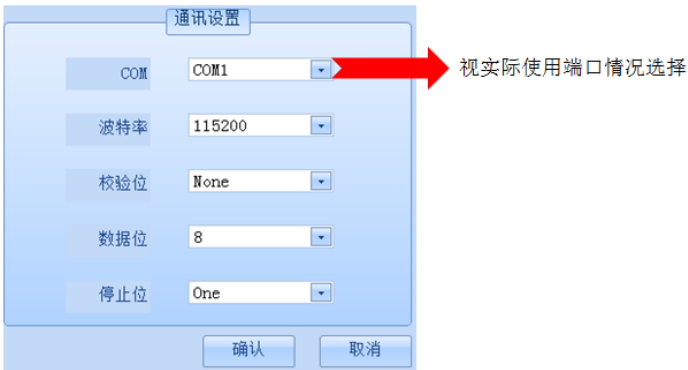 通讯设置
COM COM1 视实际使用端口情况选择
波特率 115200
校验位 None
数据位 8
停止位 One
确认 取消